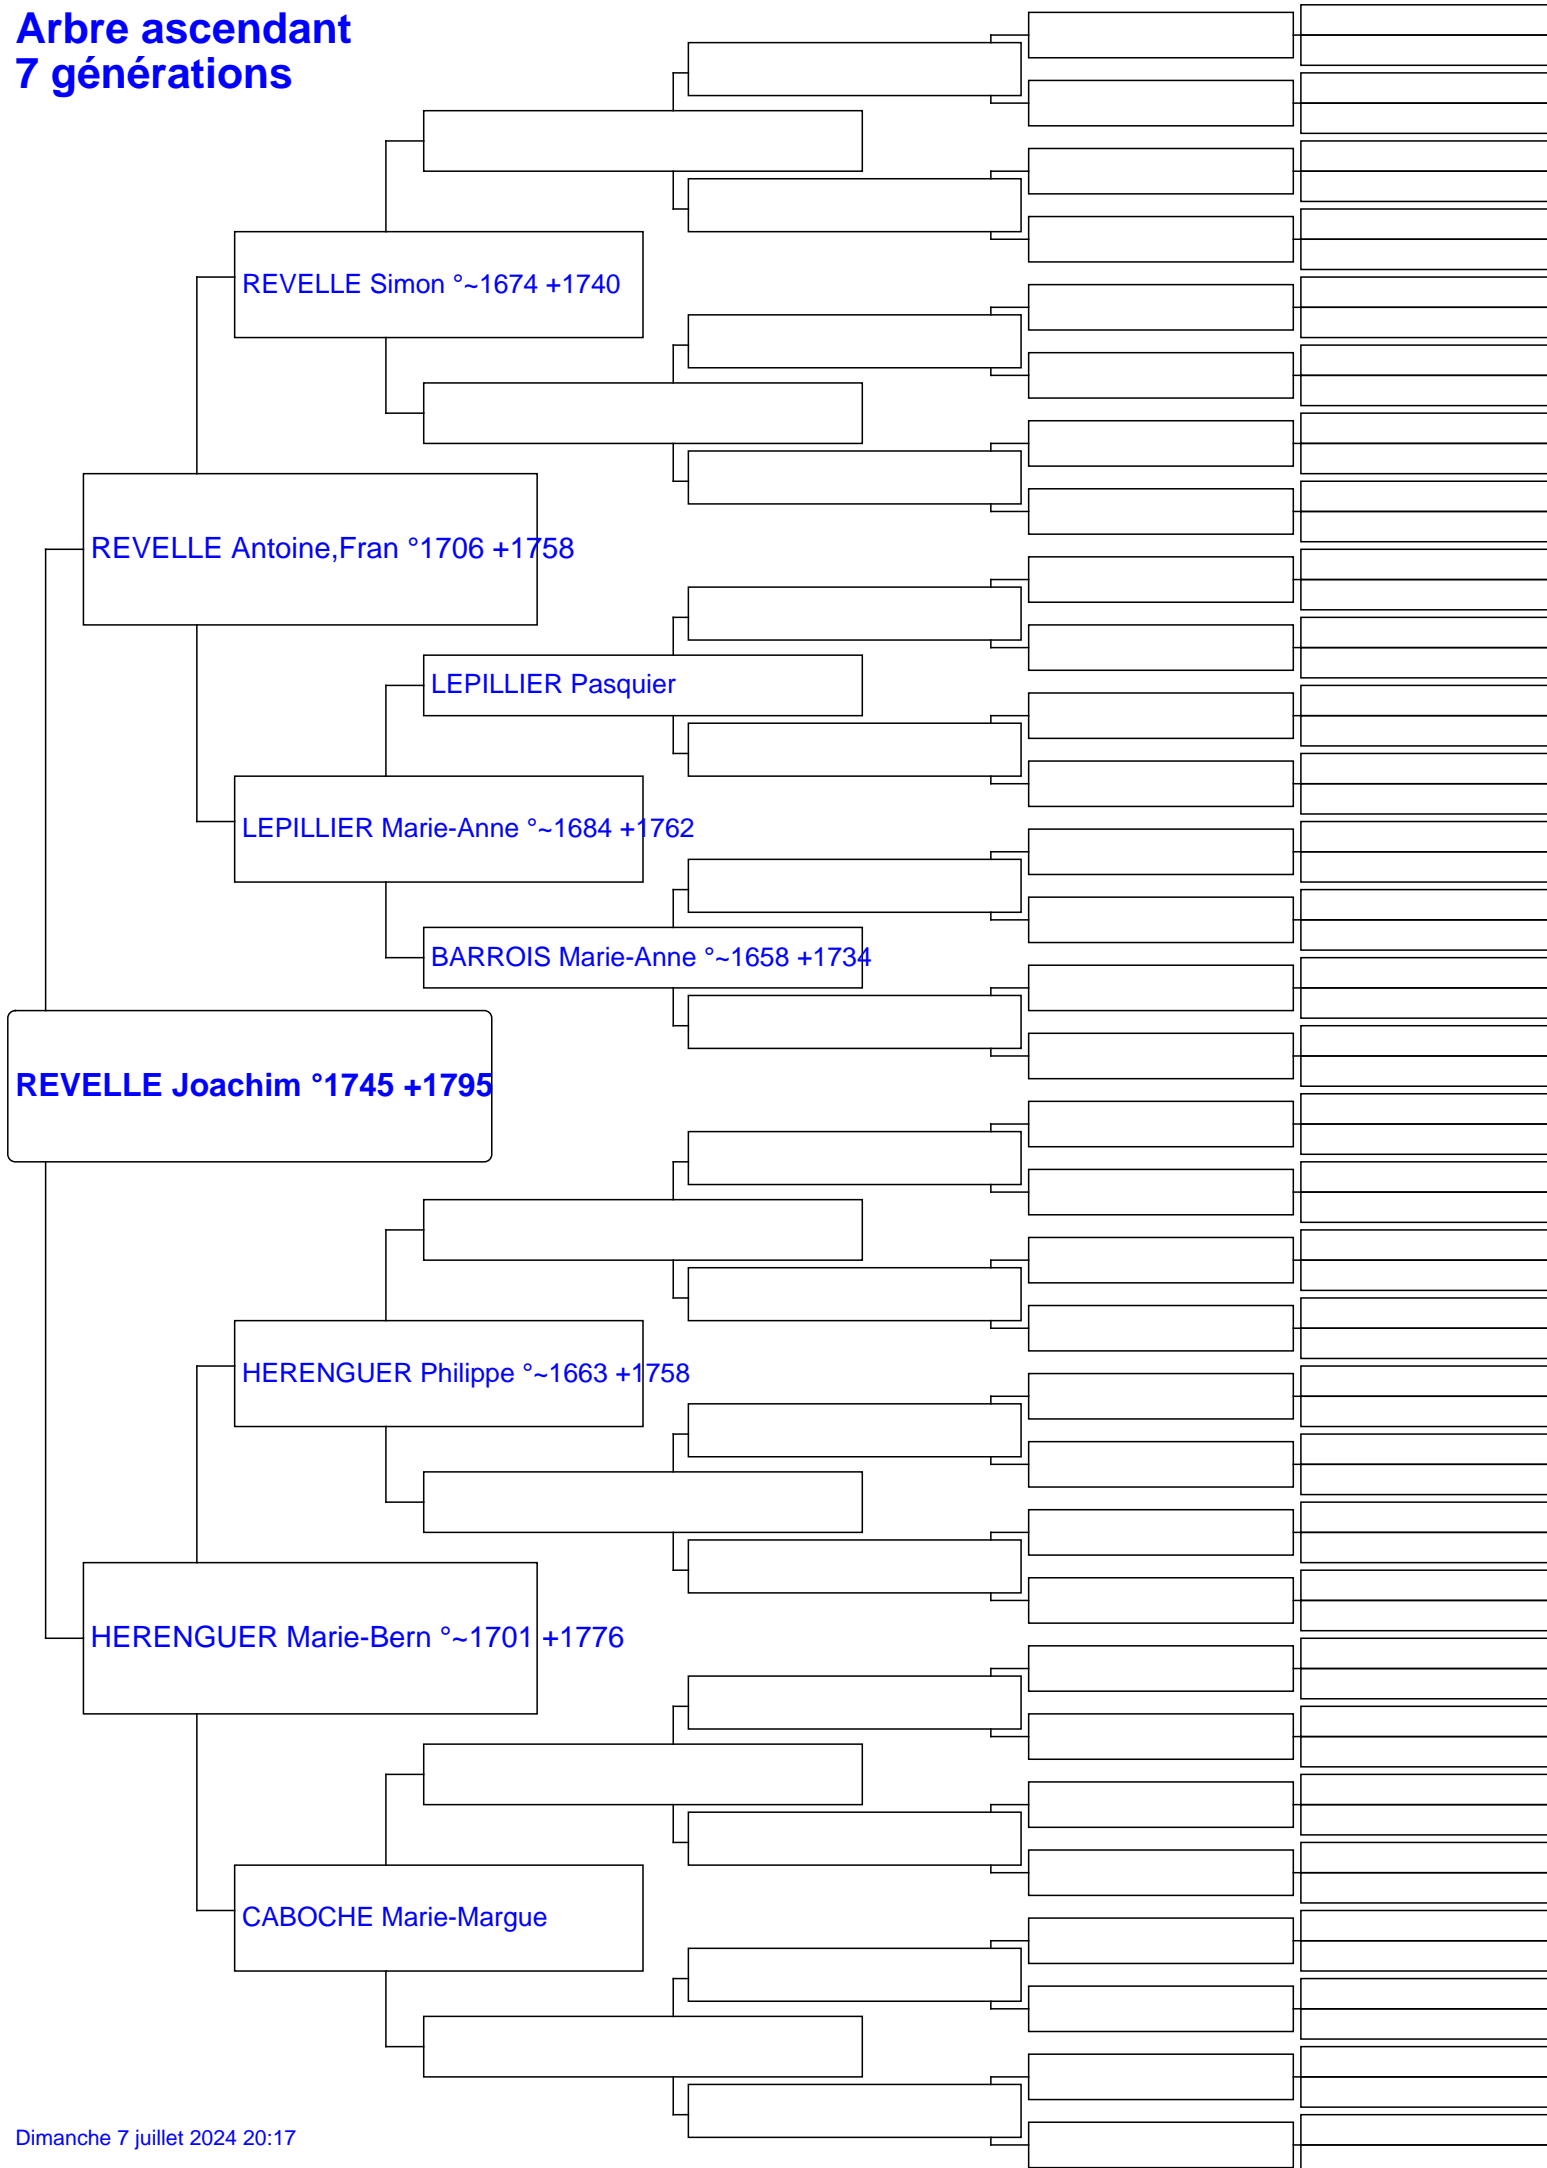 Arbre ascendant
7 générations
REVELLE Simon °~1674 +1740
REVELLE Antoine,Fran °1706 +1758
LEPILLIER Pasquier
LEPILLIER Marie-Anne °~1684 +1762
BARROIS Marie-Anne °~1658 +1734
REVELLE Joachim °1745 +1795
HERENGUER Philippe °~1663 +1758
HERENGUER Marie-Bern °~1701 +1776
CABOCHE Marie-Margue
Dimanche 7 juillet 2024 20:17